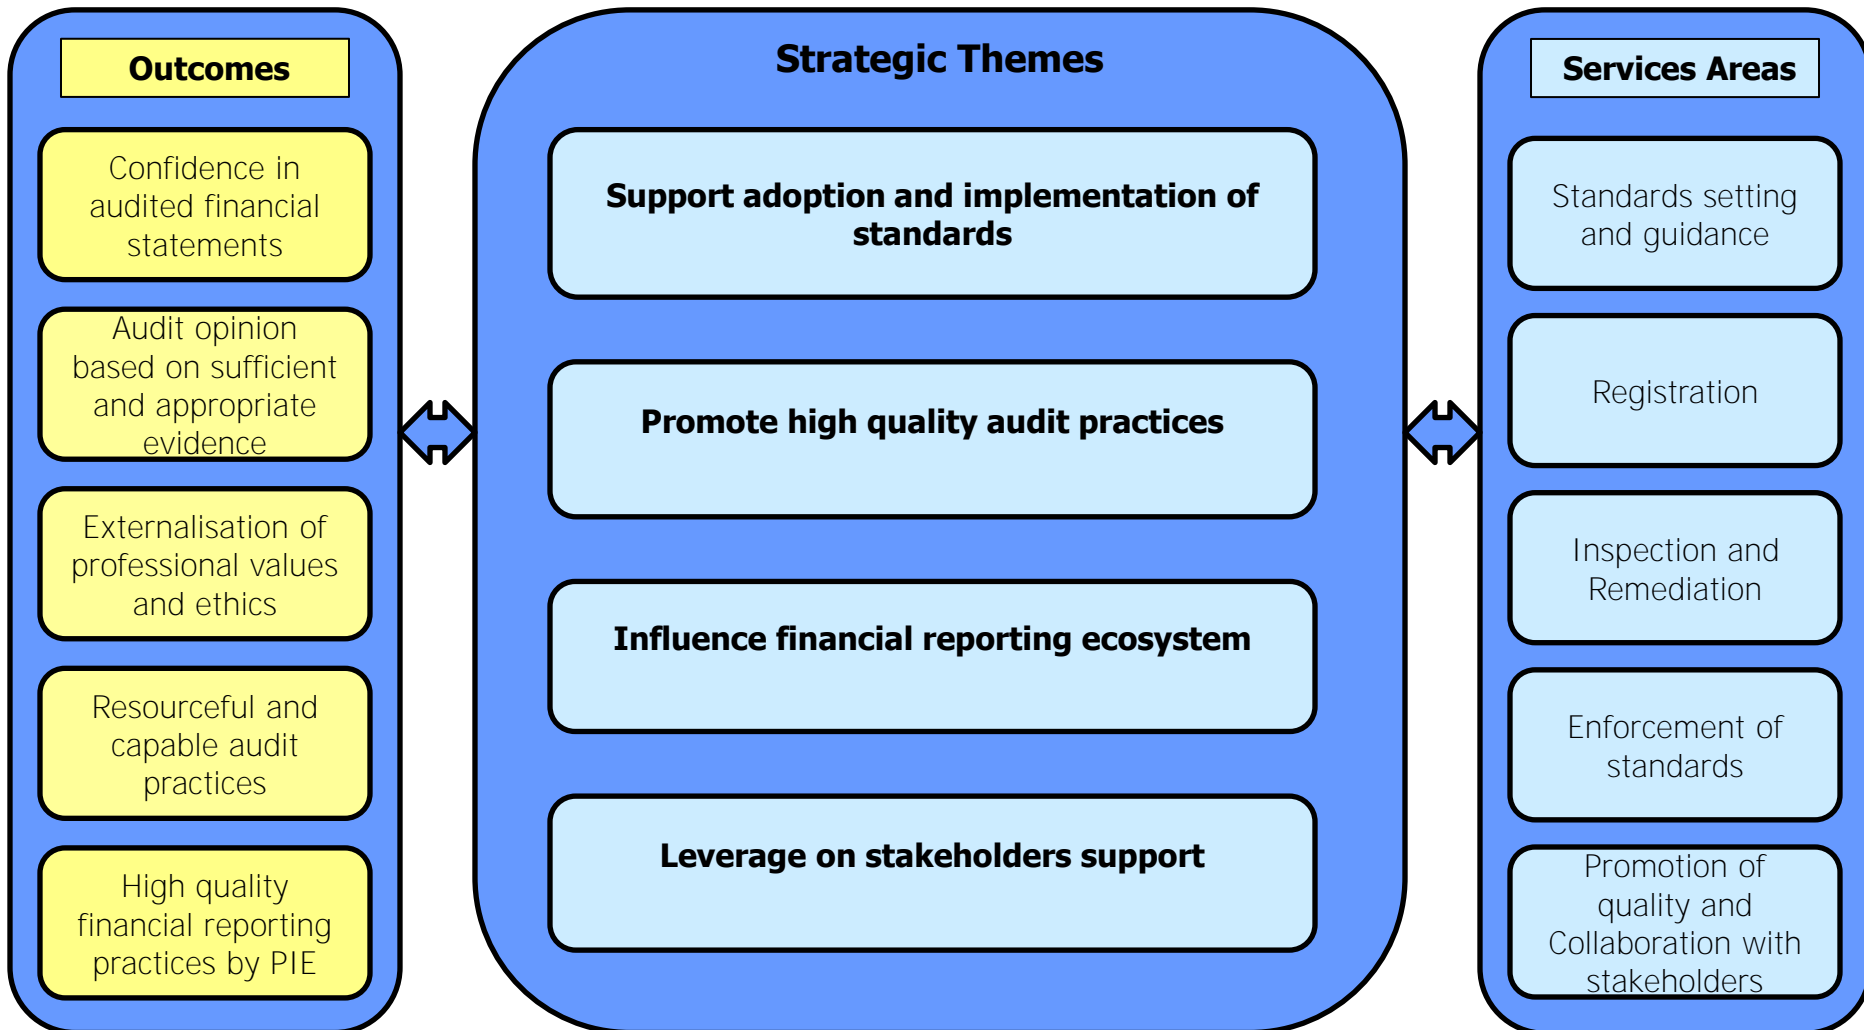 Outcomes
Confidence in
audited financial
statements
Audit opinion
based on sufficient
and appropriate
evidence
Externalisation of
professional values
and ethics
Resourceful and
capable audit
practices
High quality
financial reporting
practices by PIE
Strategic Themes
Support adoption and implementation of
standards
Promote high quality audit practices
Influence financial reporting ecosystem
Leverage on stakeholders support
Services Areas
Standards setting
and guidance
Registration
Inspection and
Remediation
Enforcement of
standards
Promotion of
quality and
Collaboration with
stakeholders